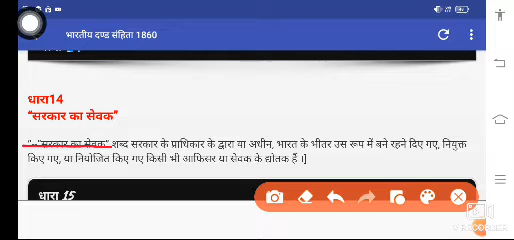 भारतीय दण्ड संहिता 1860
धारा14
“सरकार का सेवक”
“--“सरकार का सेवक” शब्द सरकार के प्राधिकार के द्वारा या अधीन, भारत के भीतर उस रूप में बने रहने दिए गए, नियुक्त
किए गए, या नियोजित किए गए किसी भी आफिसर या सेवक के द्योतक हैं ।]
धारा 15